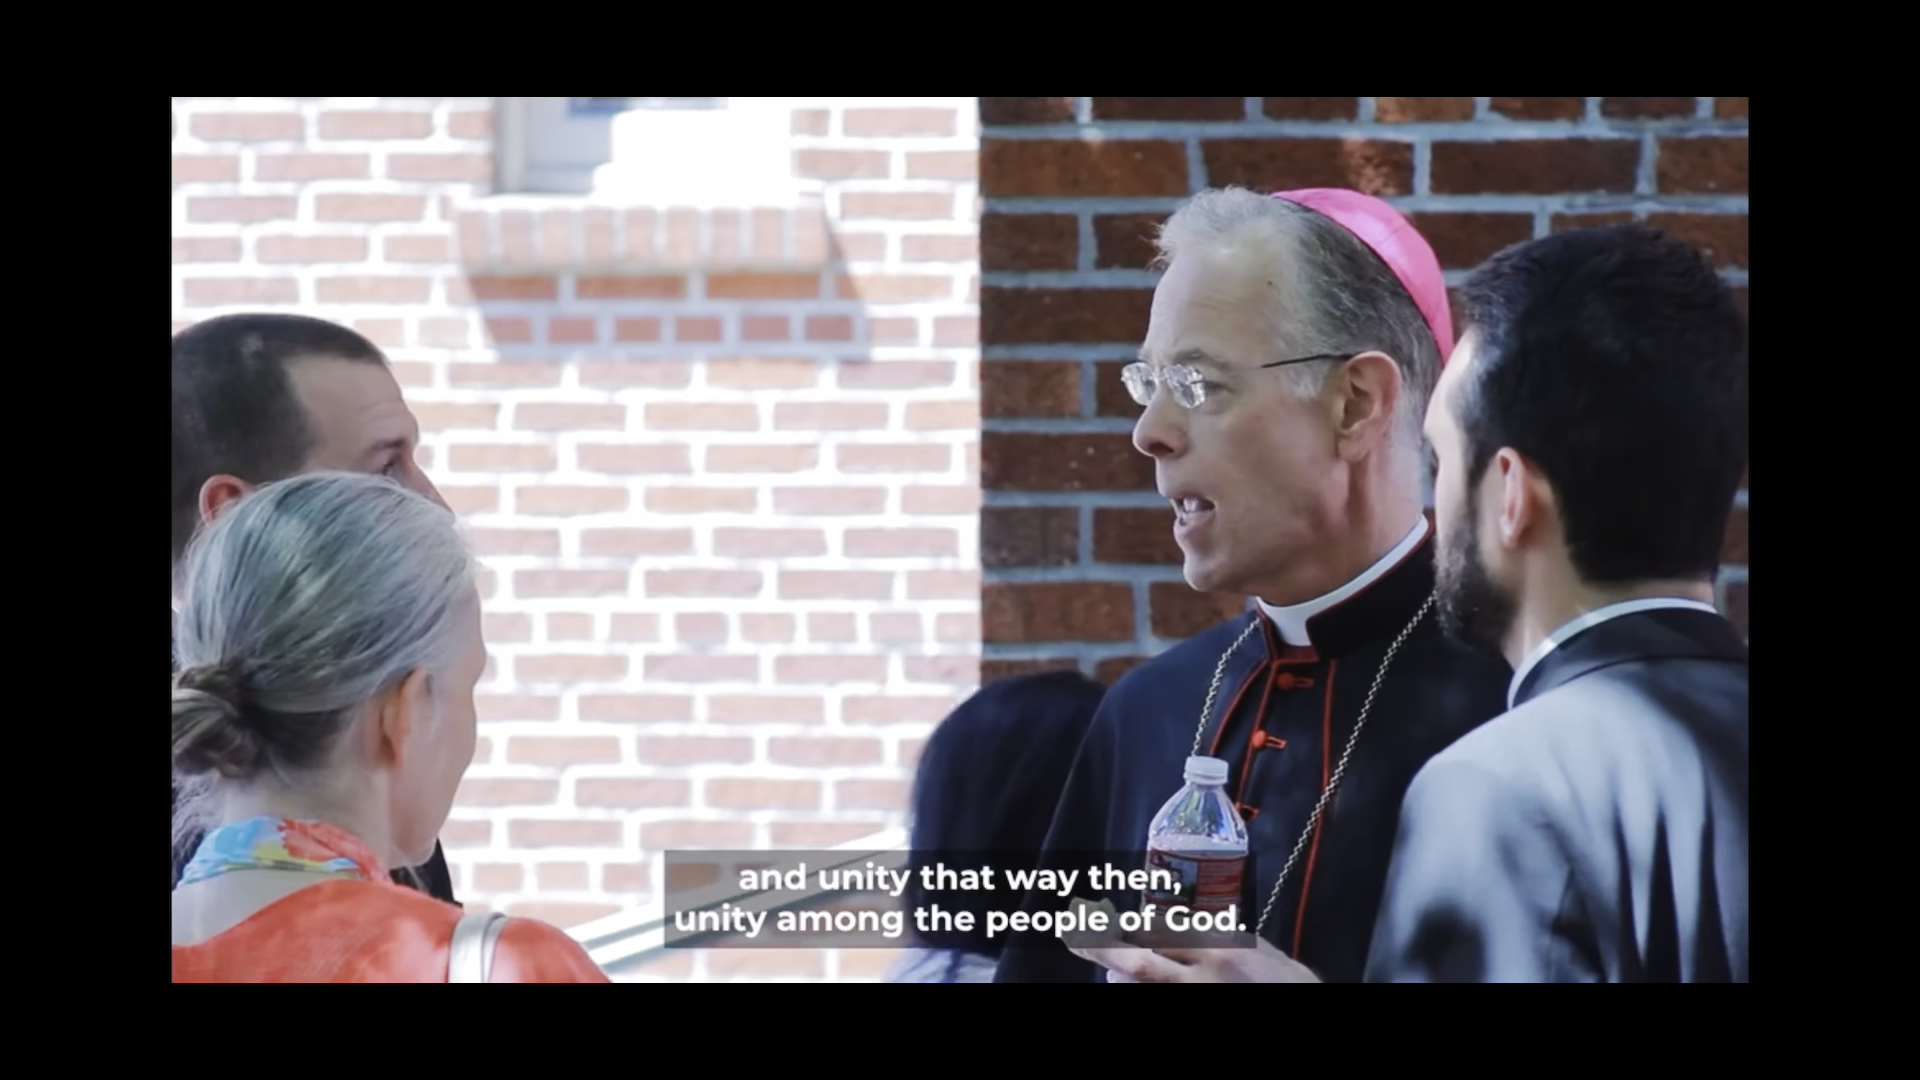 and unity that way then,
unity among the people of God.